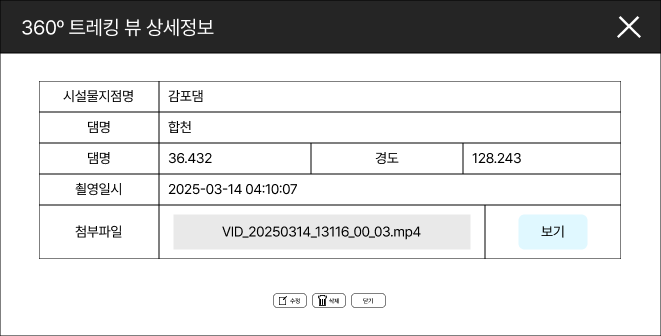 360º 트레킹 뷰 상세정보
시설물지점명 감포댐
댐명 합천
댐명 36.432 경도 128.243
촬영일시 2025-03-14 04:10:07
첨부파일 VID_20250314_13116_00_03.mp4 보기
수정 삭제 닫기